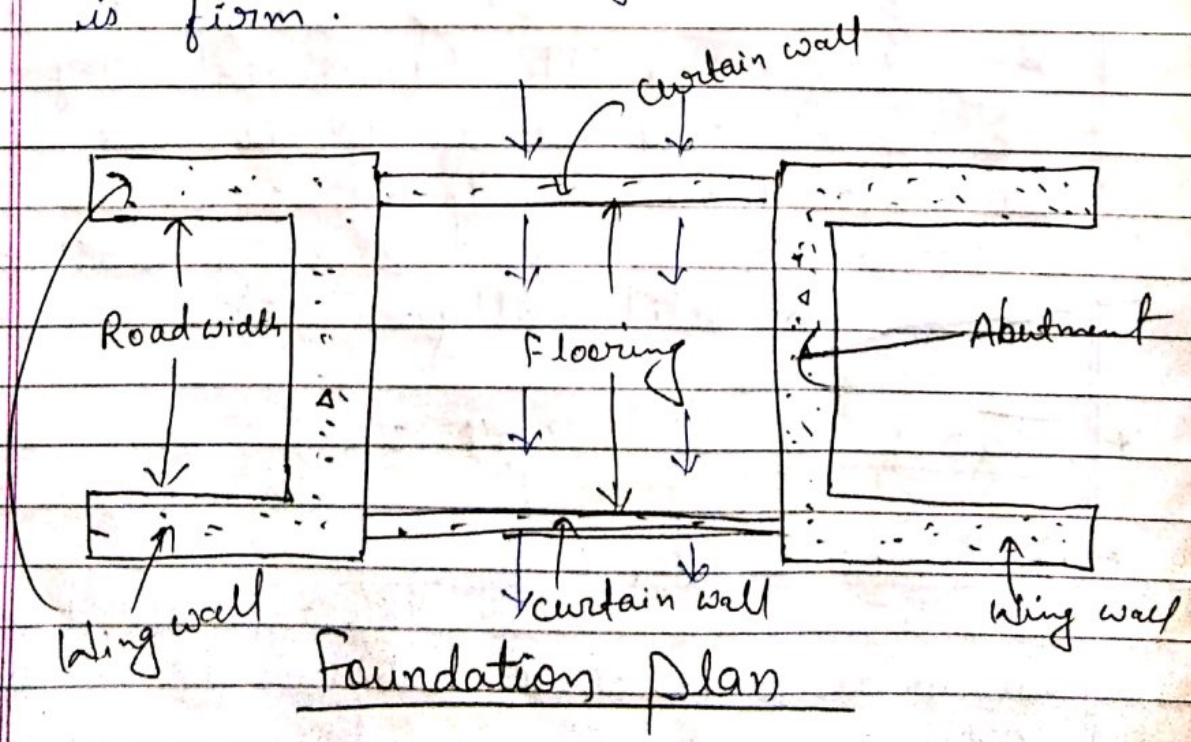 is firm.
Curtain wall
Road width
Flooring
Abutment
Wing wall
curtain wall
Wing wall
Foundation plan